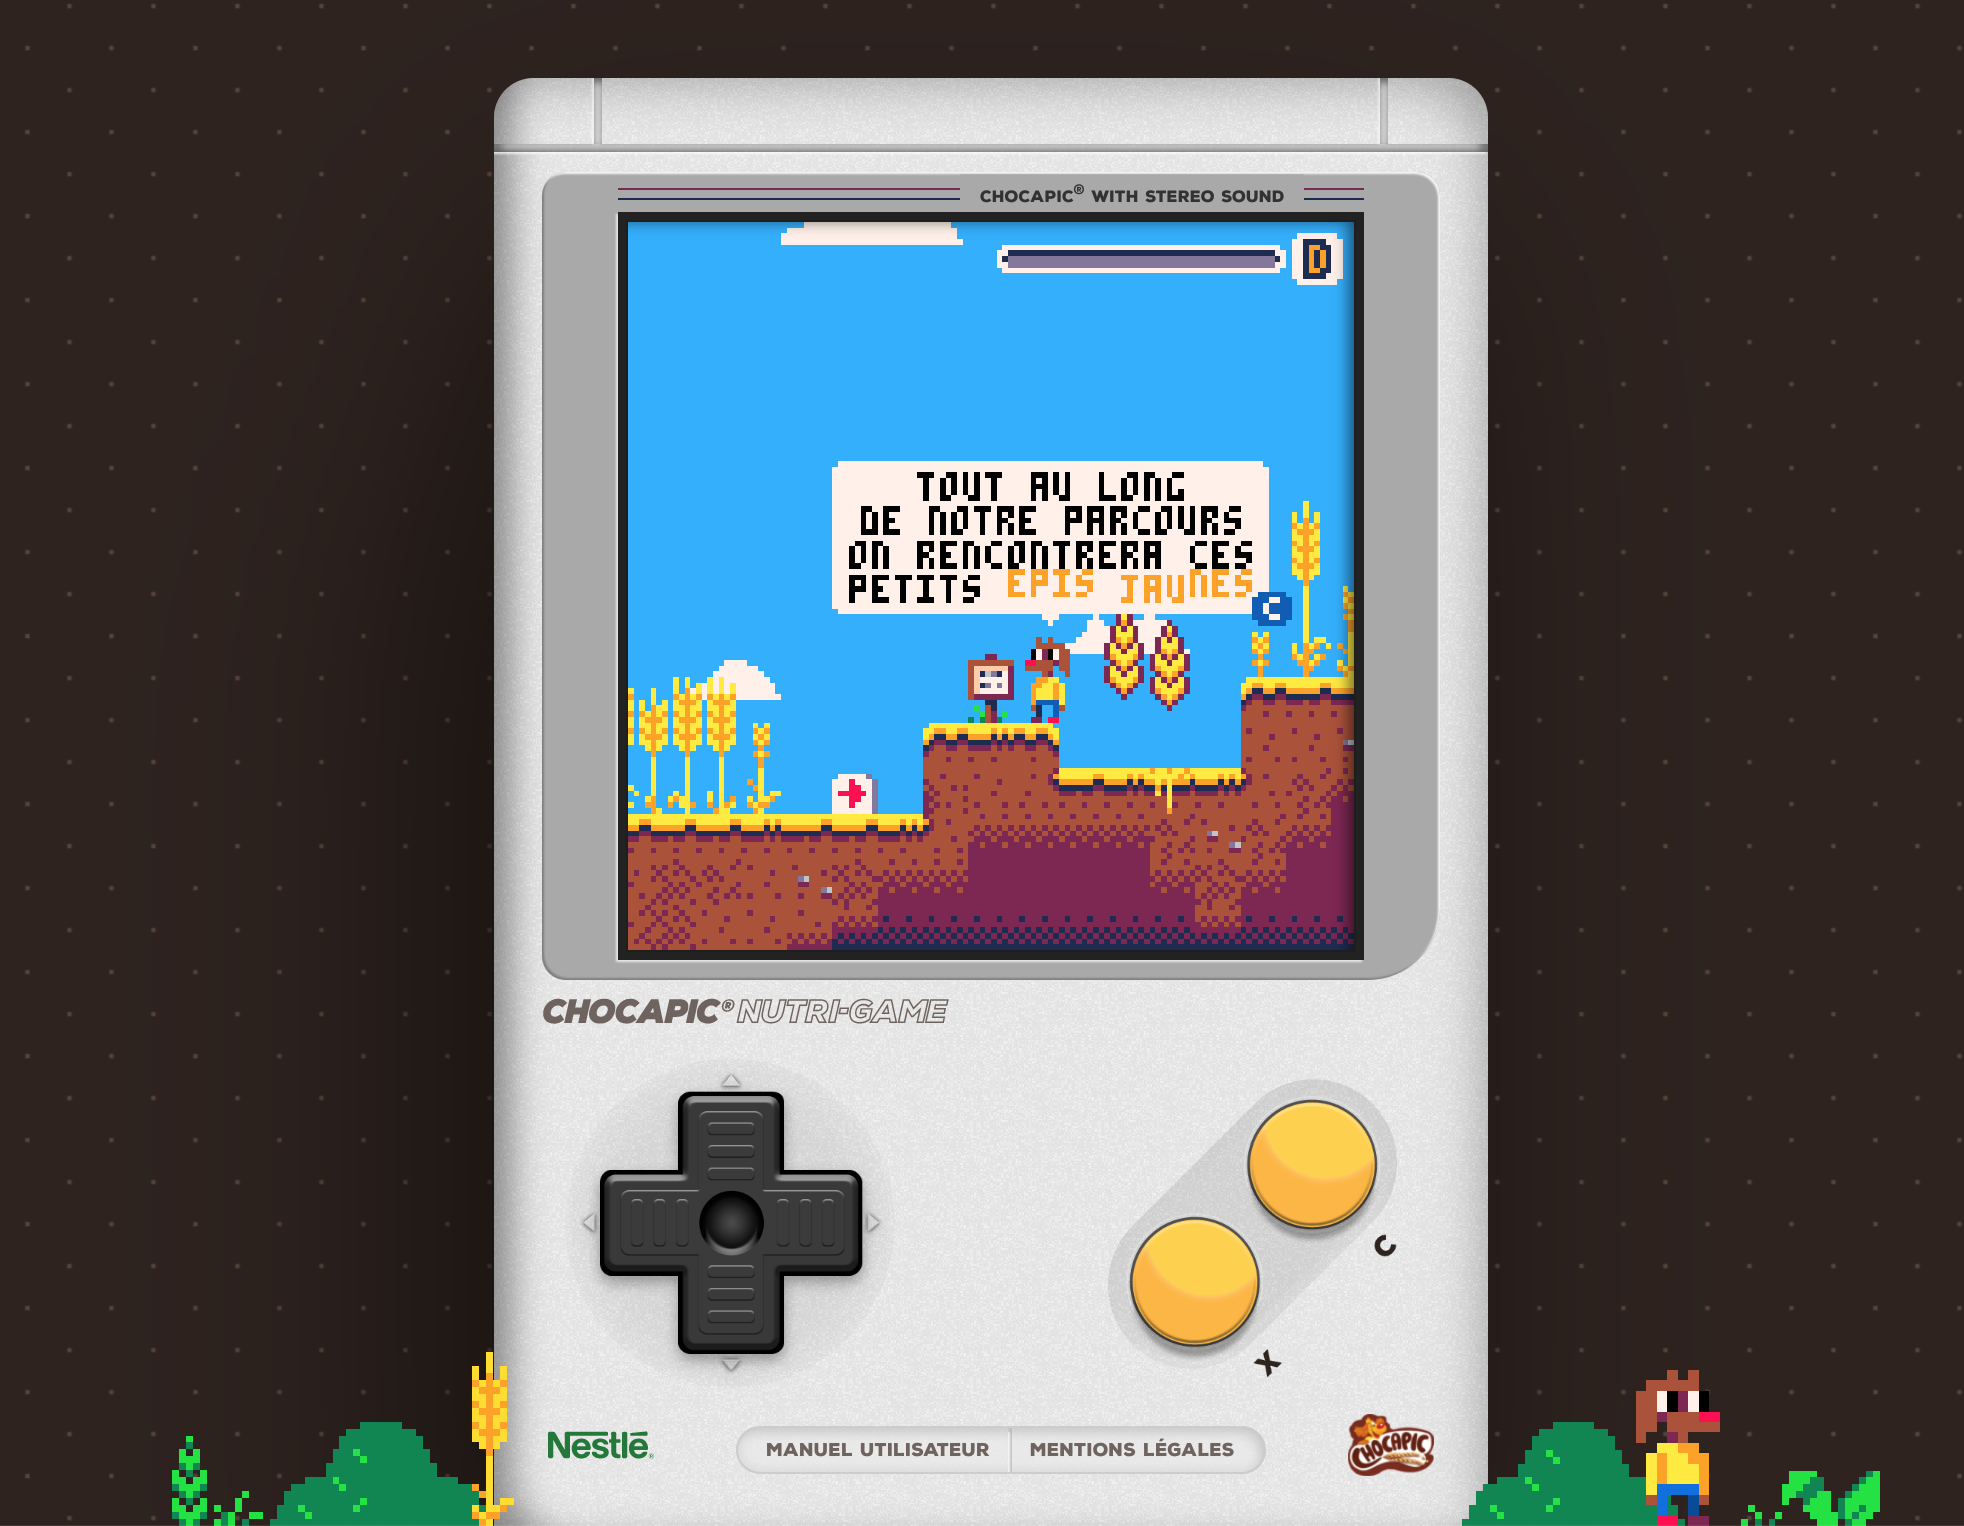 CHOCAPIC® WITH STEREO SOUND
D
TOUT AU LONG
DE NOTRE PARCOURS
ON RENCONTRERA CES
PETITS EPIS JAUNES
C
CHOCAPIC® NUTRI-GAME
C
X
Nestlé®
MANUEL UTILISATEUR
MENTIONS LÉGALES
CHOCAPIC